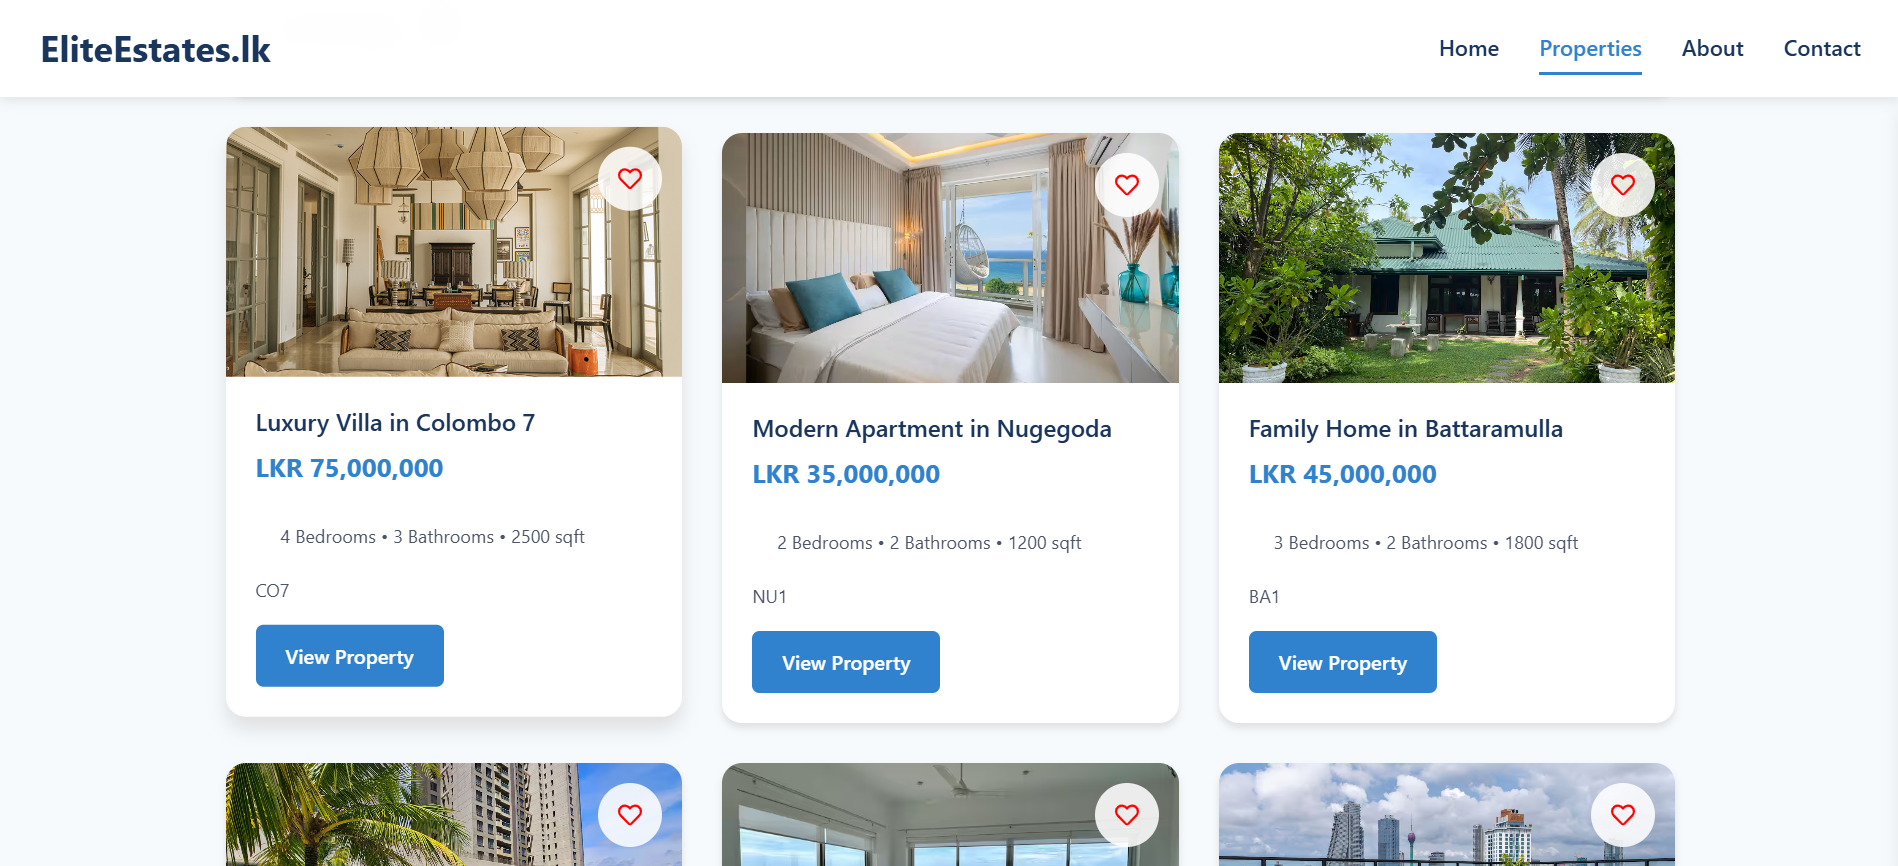 EliteEstates.lk
Home
Properties
About
Contact
Luxury Villa in Colombo 7
LKR 75,000,000
4 Bedrooms • 3 Bathrooms • 2500 sqft
CO7
View Property
Modern Apartment in Nugegoda
LKR 35,000,000
2 Bedrooms • 2 Bathrooms • 1200 sqft
NU1
View Property
Family Home in Battaramulla
LKR 45,000,000
3 Bedrooms • 2 Bathrooms • 1800 sqft
BA1
View Property